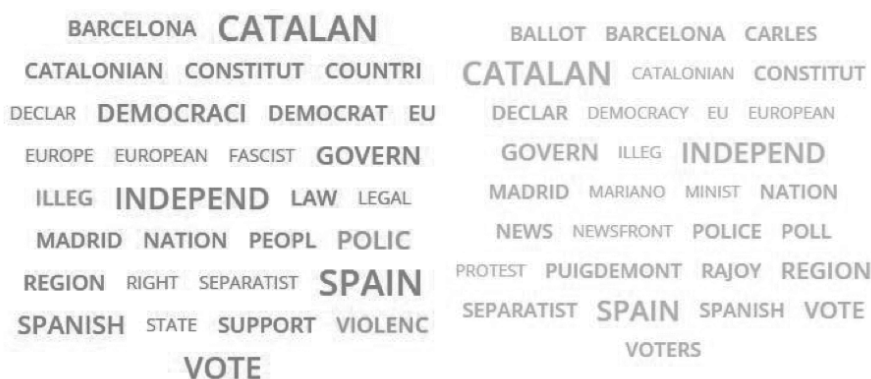 BARCELONA CATALAN
CATALONIAN CONSTITUT COUNTRI
DECLAR DEMOCRACI DEMOCRAT EU
EUROPE EUROPEAN FASCIST GOVERN
ILLEG INDEPEND LAW LEGAL
MADRID NATION PEOPL POLIC
REGION RIGHT SEPARATIST SPAIN
SPANISH STATE SUPPORT VIOLENC
VOTE
BALLOT BARCELONA CARLES
CATALAN CATALONIAN CONSTITUT
DECLAR DEMOCRACY EU EUROPEAN
GOVERN ILLEG INDEPEND
MADRID MARIANO MINIST NATION
NEWS NEWSFRONT POLICE POLL
PROTEST PUIGDEMONT RAJOY REGION
SEPARATIST SPAIN SPANISH VOTE
VOTERS